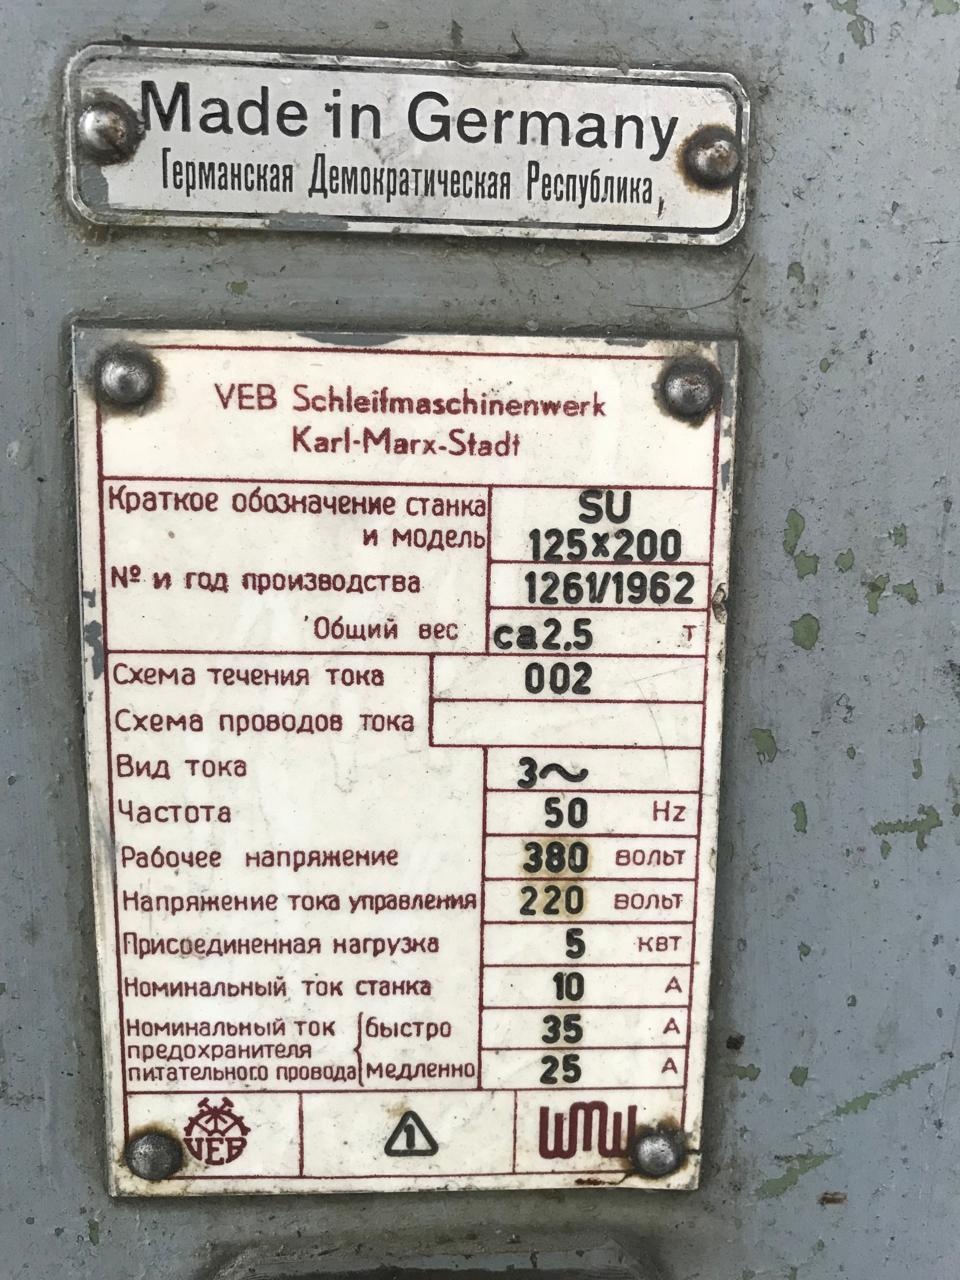 Made in Germany
Германская Демократическая Республика
VEB Schleifmaschinenwerk
Karl-Marx-Stadt
Краткое обозначение станка и модель SU 125x200
№ и год производства 1261/1962
Общий вес ca 2,5 т
Схема течения тока 002
Схема проводов тока
Вид тока 3~
Частота 50 Hz
Рабочее напряжение 380 вольт
Напряжение тока управления 220 вольт
Присоединенная нагрузка 5 квт
Номинальный ток станка 10 А
Номинальный ток предохранителя питательного провода
быстро 35 А
медленно 25 А
VEB 1 WMW